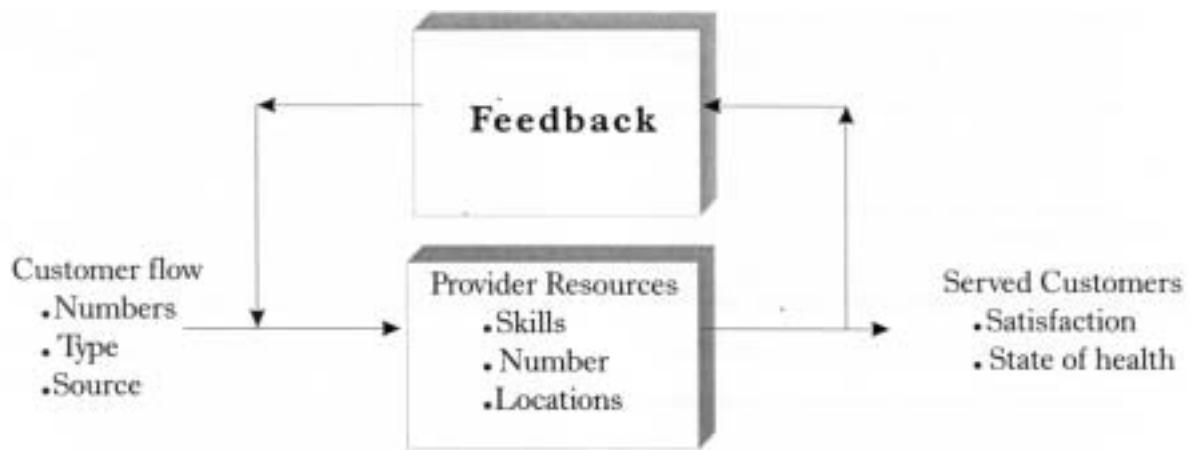 Feedback
Customer flow
.Numbers
. Type
.Source
Provider Resources
.Skills
. Number
.Locations
Served Customers
.Satisfaction
. State of health